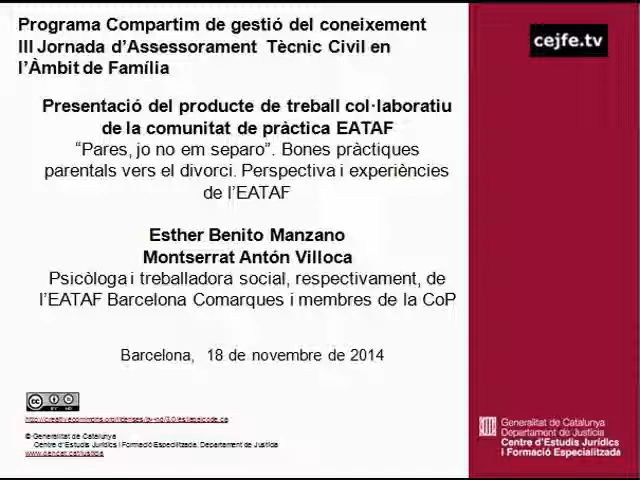 Programa Compartim de gestió del coneixement
III Jornada d’Assessorament Tècnic Civil en
l’Àmbit de Família
cejfe.tv
Presentació del producte de treball col·laboratiu
de la comunitat de pràctica EATAF
“Pares, jo no em separo”. Bones pràctiques
parentals vers el divorci. Perspectiva i experiències
de l’EATAF
Esther Benito Manzano
Montserrat Antón Villoca
Psicòloga i treballadora social, respectivament, de
l’EATAF Barcelona Comarques i membres de la CoP
Barcelona, 18 de novembre de 2014
cc
BY
© Generalitat de Catalunya
Centre d’Estudis Jurídics i Formació Especialitzada. Departament de Justícia
www.gencat.cat/justicia
Generalitat de Catalunya
Departament de Justícia
Centre d’Estudis Jurídics
i Formació Especialitzada